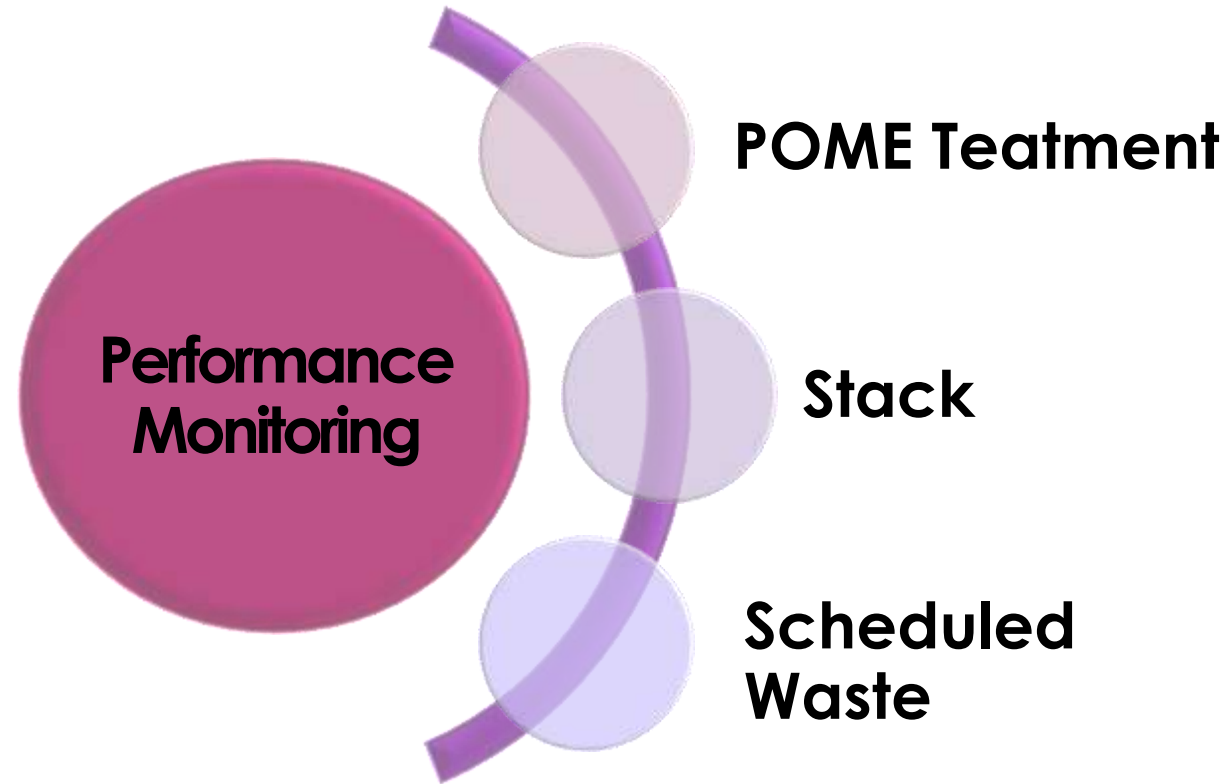 Performance
Monitoring
POME Teatment
Stack
Scheduled
Waste